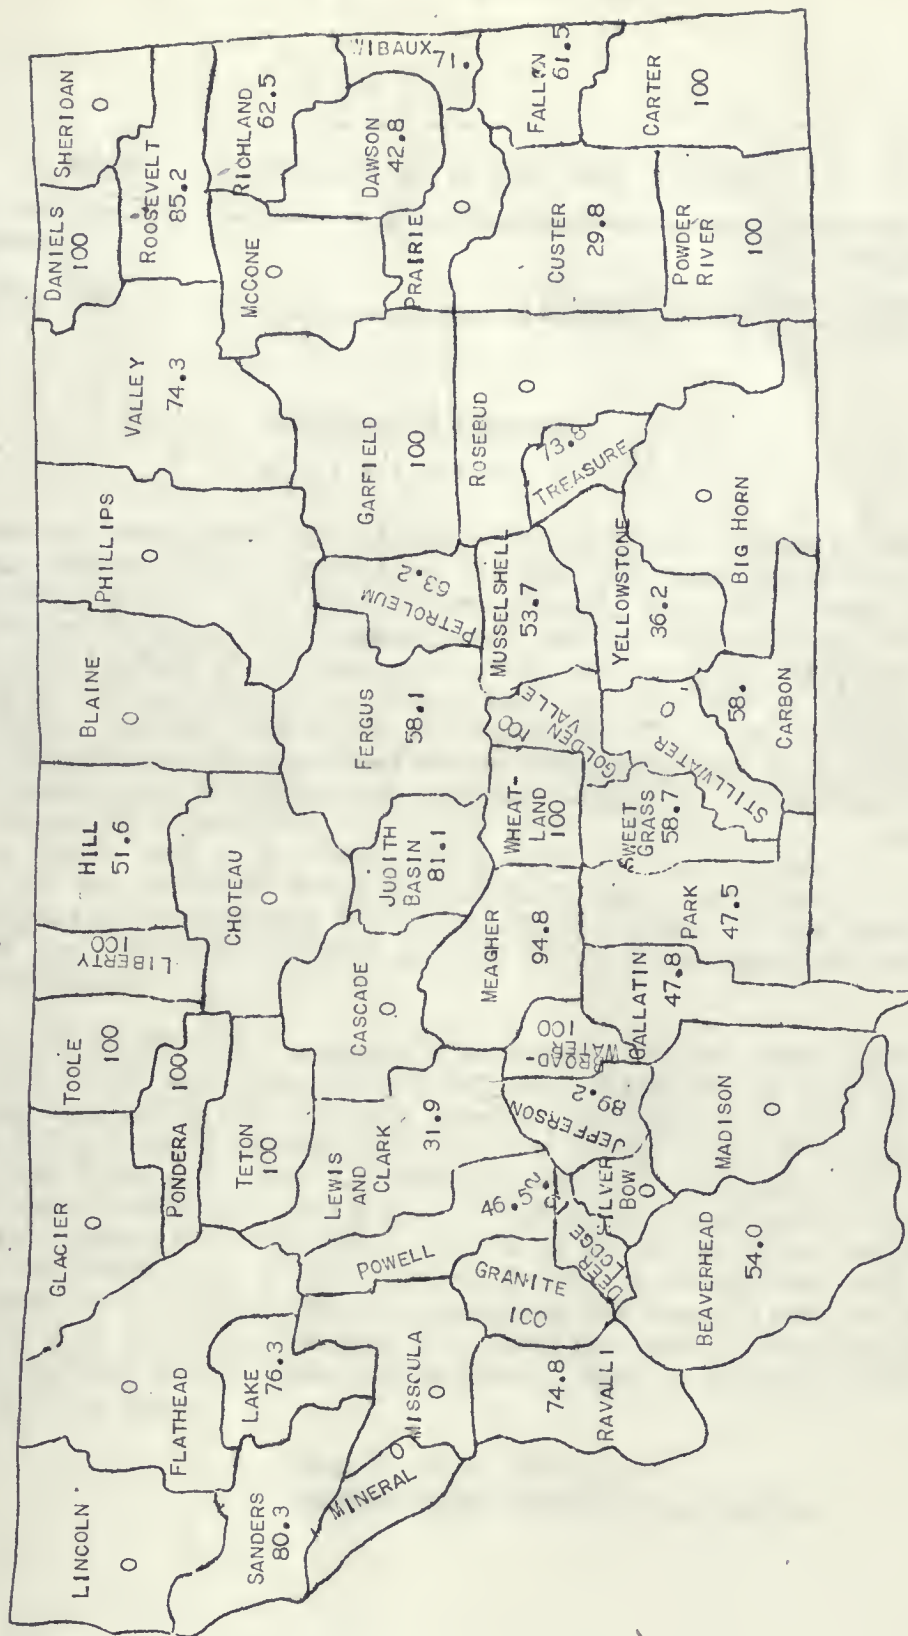 LINCOLN
0
GLACIER
0
TOOLE
100
LIBERTY
100
HILL
51.6
BLAINE
0
PHILLIPS
0
VALLEY
74.3
DANIELS
100
SHERIDAN
0
FLATHEAD
0
PONDERA 100
ROOSEVELT
85.2
SANDERS
80.3
LAKE
76.3
TETON
100
CHOTEAU
0
McCONE
0
RICHLAND
62.5
LEWIS
AND
CLARK
31.9
CASCADE
0
JUDITH
BASIN
81.1
FERGUS
58.1
PETROLEUM
63.2
GARFIELD
100
DAWSON
42.8
WIBAUX
71.
PRAIRIE
0
MINERAL
0
MISSOULA
0
POWELL
46.5
GRANITE
100
DEER
LODGE
SILVER
BOW
0
JEFFERSON
89.2
BROAD-
WATER
100
MEAGHER
94.8
WHEAT-
LAND
100
GOLDEN
VALLEY
100
MUSSELSHELL
53.7
ROSEBUD
0
TREASURE
73.8
CUSTER
29.8
FALLON
61.5
RAVALLI
74.8
BEAVERHEAD
54.0
MADISON
0
GALLATIN
47.8
PARK
47.5
SWEET
GRASS
58.7
STILLWATER
0
YELLOWSTONE
36.2
CARBON
58.
BIG HORN
0
POWDER
RIVER
100
CARTER
100